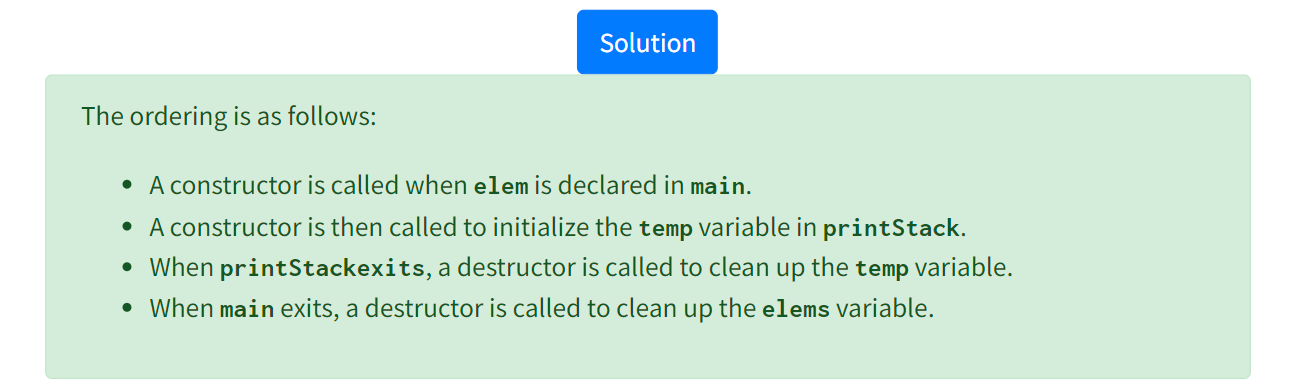 Solution
The ordering is as follows:
• A constructor is called when elem is declared in main.
• A constructor is then called to initialize the temp variable in printStack.
• When printStackexits, a destructor is called to clean up the temp variable.
• When main exits, a destructor is called to clean up the elems variable.